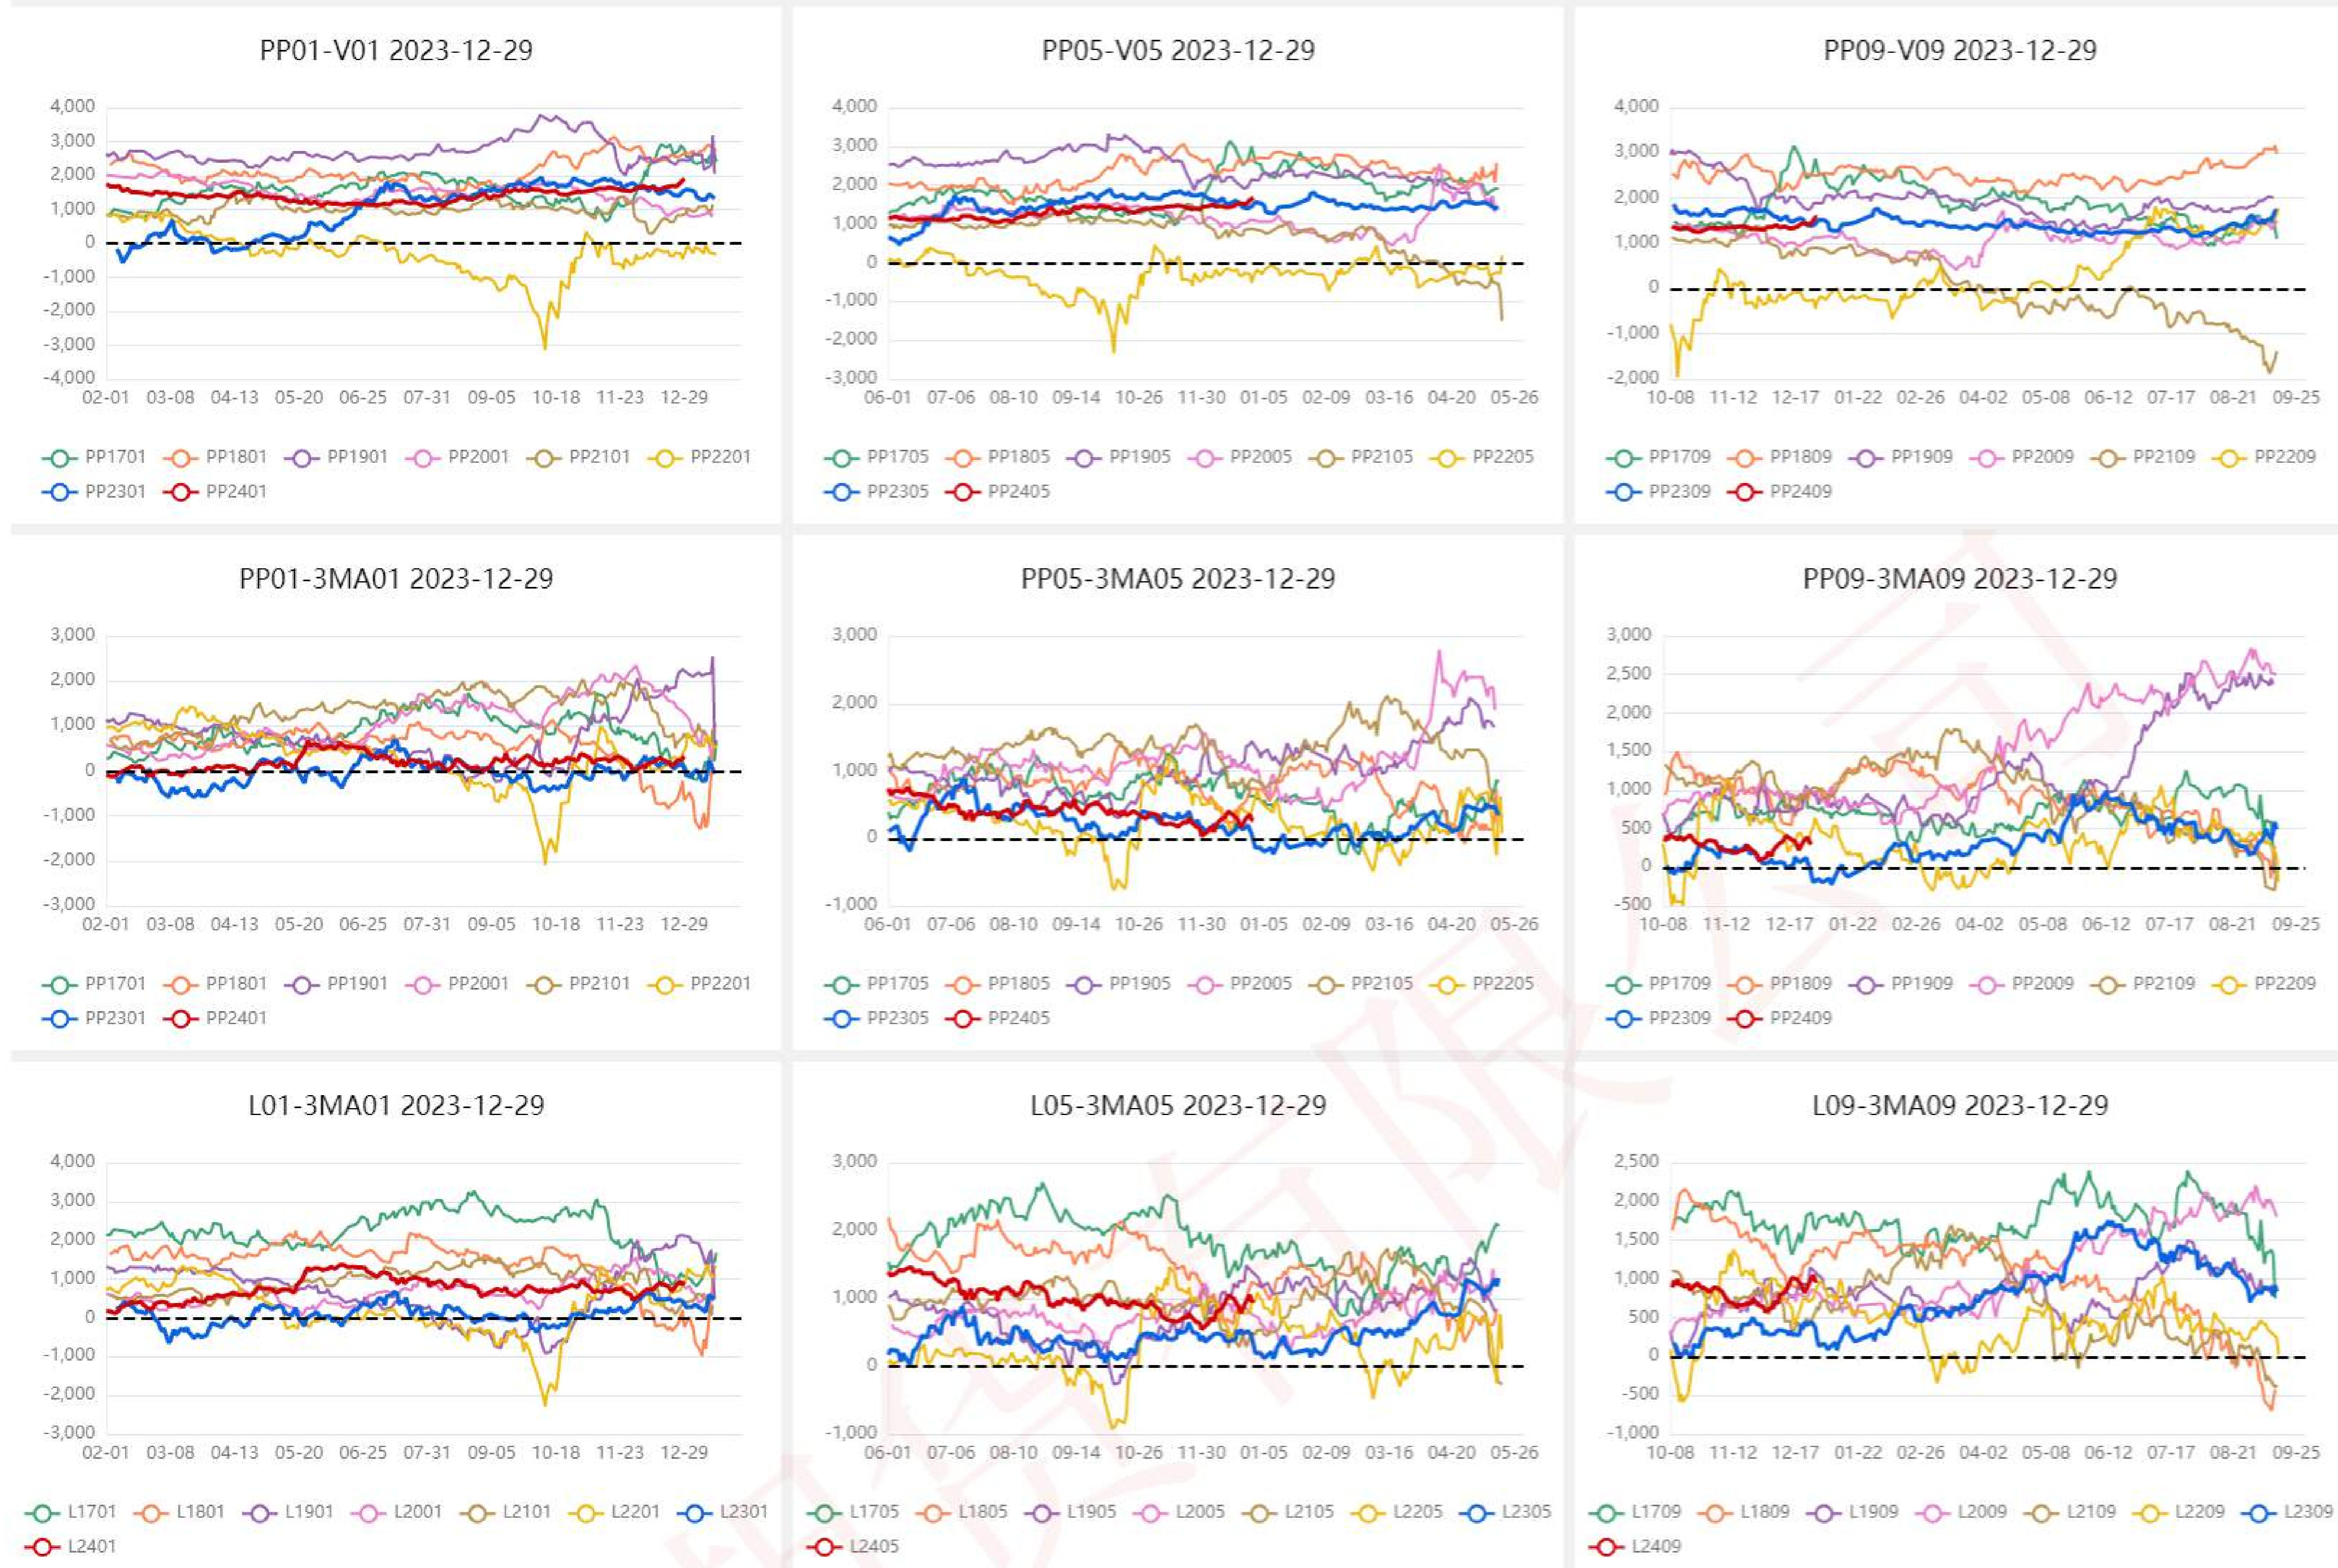 PP01-V01 2023-12-29
4,000
3,000
2,000
1,000
0
-1,000
-2,000
-3,000
-4,000
02-01 03-08 04-13 05-20 06-25 07-31 09-05 10-18 11-23 12-29
PP1701 PP1801 PP1901 PP2001 PP2101 PP2201
PP2301 PP2401
PP05-V05 2023-12-29
4,000
3,000
2,000
1,000
0
-1,000
-2,000
-3,000
06-01 07-06 08-10 09-14 10-26 11-30 01-05 02-09 03-16 04-20 05-26
PP1705 PP1805 PP1905 PP2005 PP2105 PP2205
PP2305 PP2405
PP09-V09 2023-12-29
4,000
3,000
2,000
1,000
0
-1,000
-2,000
10-08 11-12 12-17 01-22 02-26 04-02 05-08 06-12 07-17 08-21 09-25
PP1709 PP1809 PP1909 PP2009 PP2109 PP2209
PP2309 PP2409
PP01-3MA01 2023-12-29
3,000
2,000
1,000
0
-1,000
-2,000
-3,000
02-01 03-08 04-13 05-20 06-25 07-31 09-05 10-18 11-23 12-29
PP1701 PP1801 PP1901 PP2001 PP2101 PP2201
PP2301 PP2401
PP05-3MA05 2023-12-29
3,000
2,000
1,000
0
-1,000
06-01 07-06 08-10 09-14 10-26 11-30 01-05 02-09 03-16 04-20 05-26
PP1705 PP1805 PP1905 PP2005 PP2105 PP2205
PP2305 PP2405
PP09-3MA09 2023-12-29
3,000
2,500
2,000
1,500
1,000
500
0
-500
10-08 11-12 12-17 01-22 02-26 04-02 05-08 06-12 07-17 08-21 09-25
PP1709 PP1809 PP1909 PP2009 PP2109 PP2209
PP2309 PP2409
L01-3MA01 2023-12-29
4,000
3,000
2,000
1,000
0
-1,000
-2,000
-3,000
02-01 03-08 04-13 05-20 06-25 07-31 09-05 10-18 11-23 12-29
L1701 L1801 L1901 L2001 L2101 L2201 L2301
L2401
L05-3MA05 2023-12-29
3,000
2,000
1,000
0
-1,000
06-01 07-06 08-10 09-14 10-26 11-30 01-05 02-09 03-16 04-20 05-26
L1705 L1805 L1905 L2005 L2105 L2205 L2305
L2405
L09-3MA09 2023-12-29
2,500
2,000
1,500
1,000
500
0
-500
-1,000
10-08 11-12 12-17 01-22 02-26 04-02 05-08 06-12 07-17 08-21 09-25
L1709 L1809 L1909 L2009 L2109 L2209 L2309
L2409
货有限公司